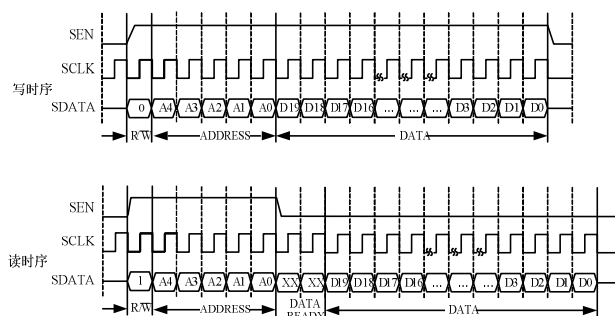 SEN
写时序
SCLK
SDATA
0 A4 A3 A2 A1 A0 D19 D18 D17 D16 ... ... ... D3 D2 D1 D0
R/W ADDRESS DATA
SEN
读时序
SCLK
SDATA
1 A4 A3 A2 A1 A0 XX XX D19 D18 D17 D16 ... ... ... D3 D2 D1 D0
R/W ADDRESS DATA READY DATA